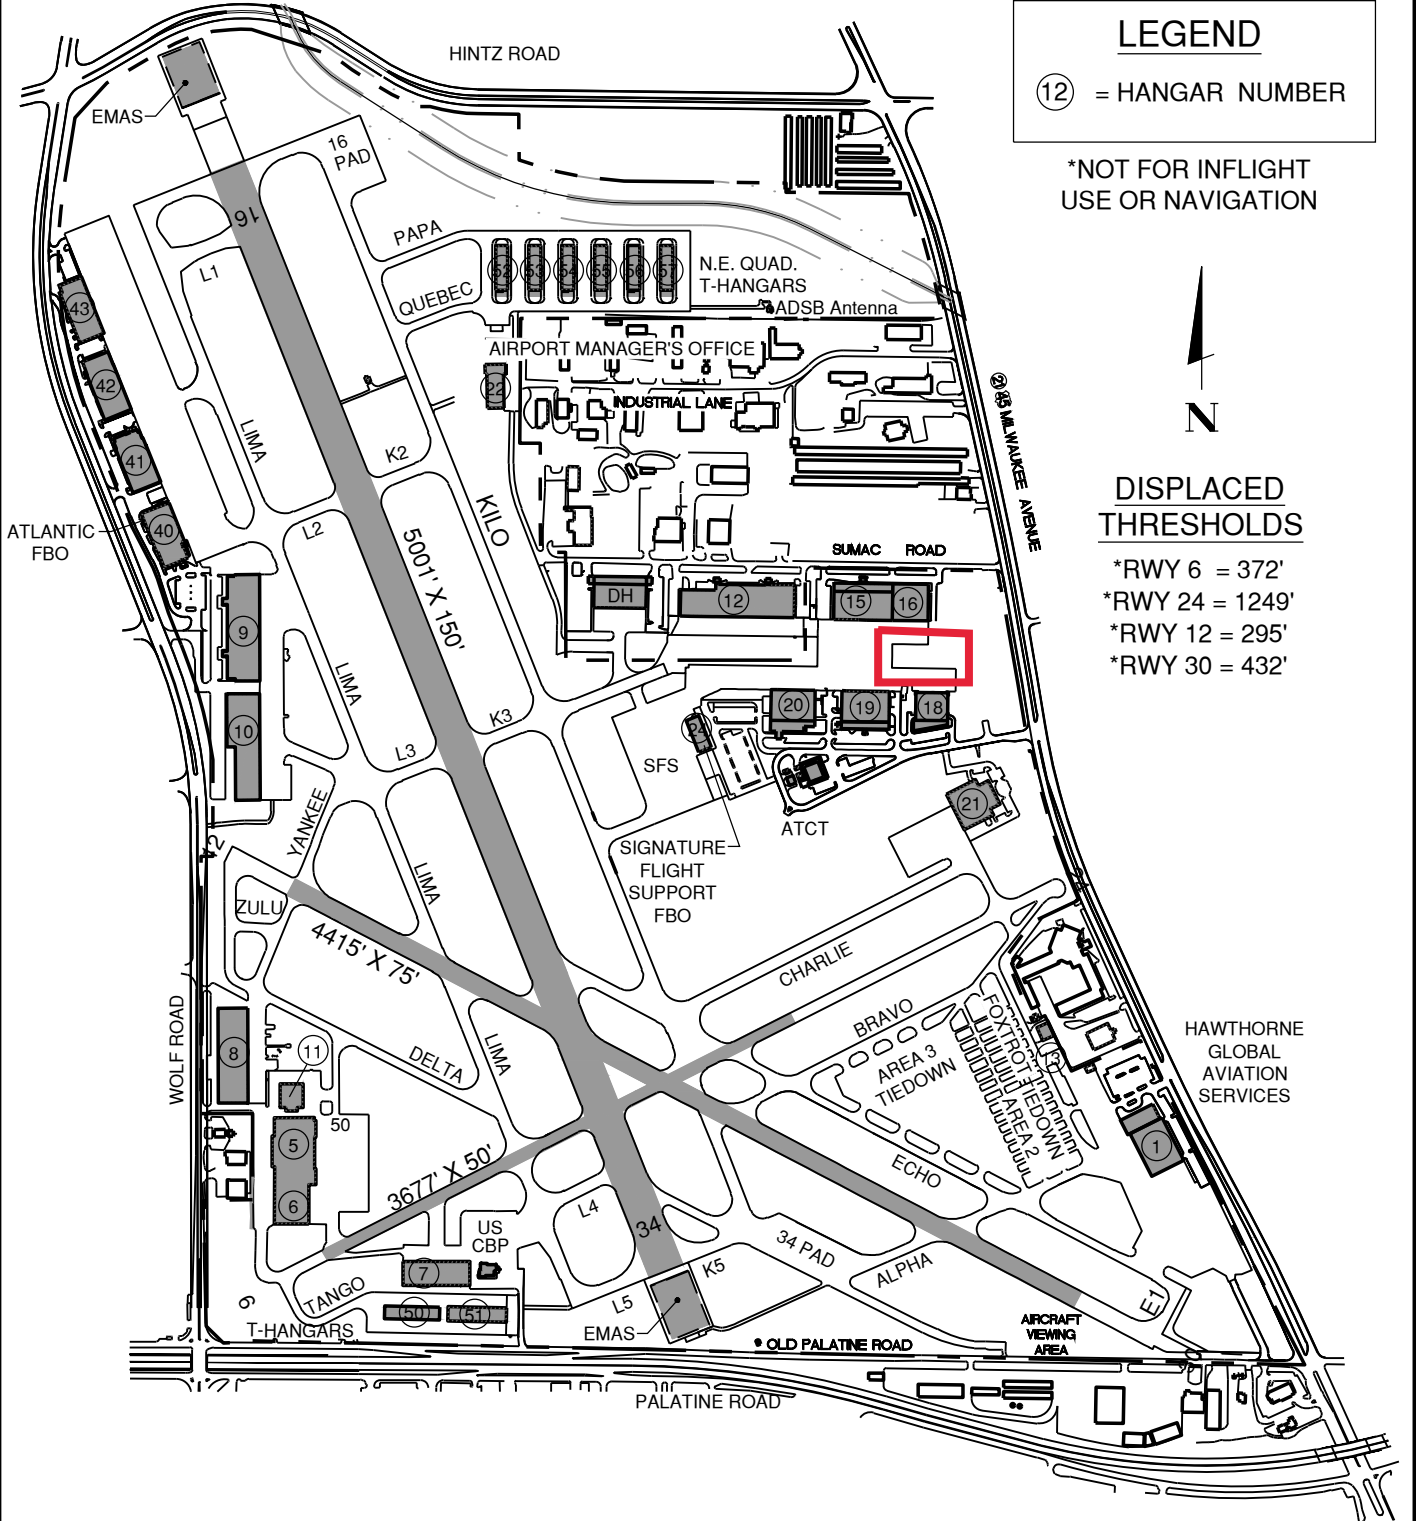 LEGEND
12 = HANGAR NUMBER
*NOT FOR INFLIGHT
USE OR NAVIGATION
N
DISPLACED
THRESHOLDS
*RWY 6 = 372'
*RWY 24 = 1249'
*RWY 12 = 295'
*RWY 30 = 432'
HINTZ ROAD
EMAS
16
PAD
16
PAPA
L1
QUEBEC
52
53
54
55
56
57
N.E. QUAD.
T-HANGARS
ADSB Antenna
43
AIRPORT MANAGER'S OFFICE
42
22
INDUSTRIAL LANE
MILWAUKEE AVENUE
LIMA
K2
41
KILO
ATLANTIC
FBO
40
L2
5001' X 150'
SUMAC ROAD
DH
12
15
16
9
LIMA
10
L3
K3
20
19
18
24
SFS
21
ATCT
YANKEE
12
SIGNATURE
FLIGHT
SUPPORT
FBO
LIMA
ZULU
4415' X 75'
24
CHARLIE
WOLF ROAD
BRAVO
8
11
DELTA
LIMA
AREA 3
TIEDOWN
FOXTROT TIEDOWN
AREA 2
HAWTHORNE
GLOBAL
AVIATION
SERVICES
50
5
1
3677' X 50'
ECHO
6
L4
34
US
CBP
34 PAD
7
K5
ALPHA
TANGO
6
50
51
L5
E1
T-HANGARS
EMAS
OLD PALATINE ROAD
AIRCRAFT
VIEWING
AREA
PALATINE ROAD